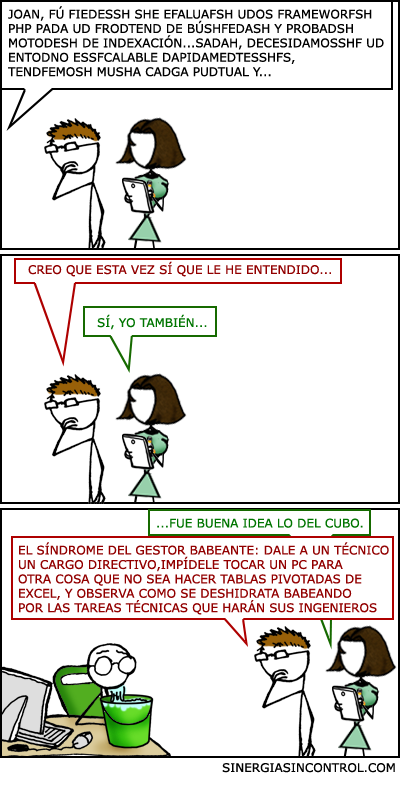 JOAN, FÚ FIEDESSH SHE EFALUAFSH UDOS FRAMEWORFSH
PHP PADA UD FRODTEND DE BÚSHFEDASH Y PROBADSH
MOTODESH DE INDEXACIÓN...SADAH, DECESIDAMOSSHF UD
ENTODNO ESSFCALABLE DAPIDAMEDTESSHFS,
TENDFEMOSH MUSHA CADGA PUDTUAL Y...
CREO QUE ESTA VEZ SÍ QUE LE HE ENTENDIDO...
SÍ, YO TAMBIÉN...
...FUE BUENA IDEA LO DEL CUBO.
EL SÍNDROME DEL GESTOR BABEANTE: DALE A UN TÉCNICO
UN CARGO DIRECTIVO,IMPÍDELE TOCAR UN PC PARA
OTRA COSA QUE NO SEA HACER TABLAS PIVOTADAS DE
EXCEL, Y OBSERVA COMO SE DESHIDRATA BABEANDO
POR LAS TAREAS TÉCNICAS QUE HARÁN SUS INGENIEROS
SINERGIASINCONTROL.COM